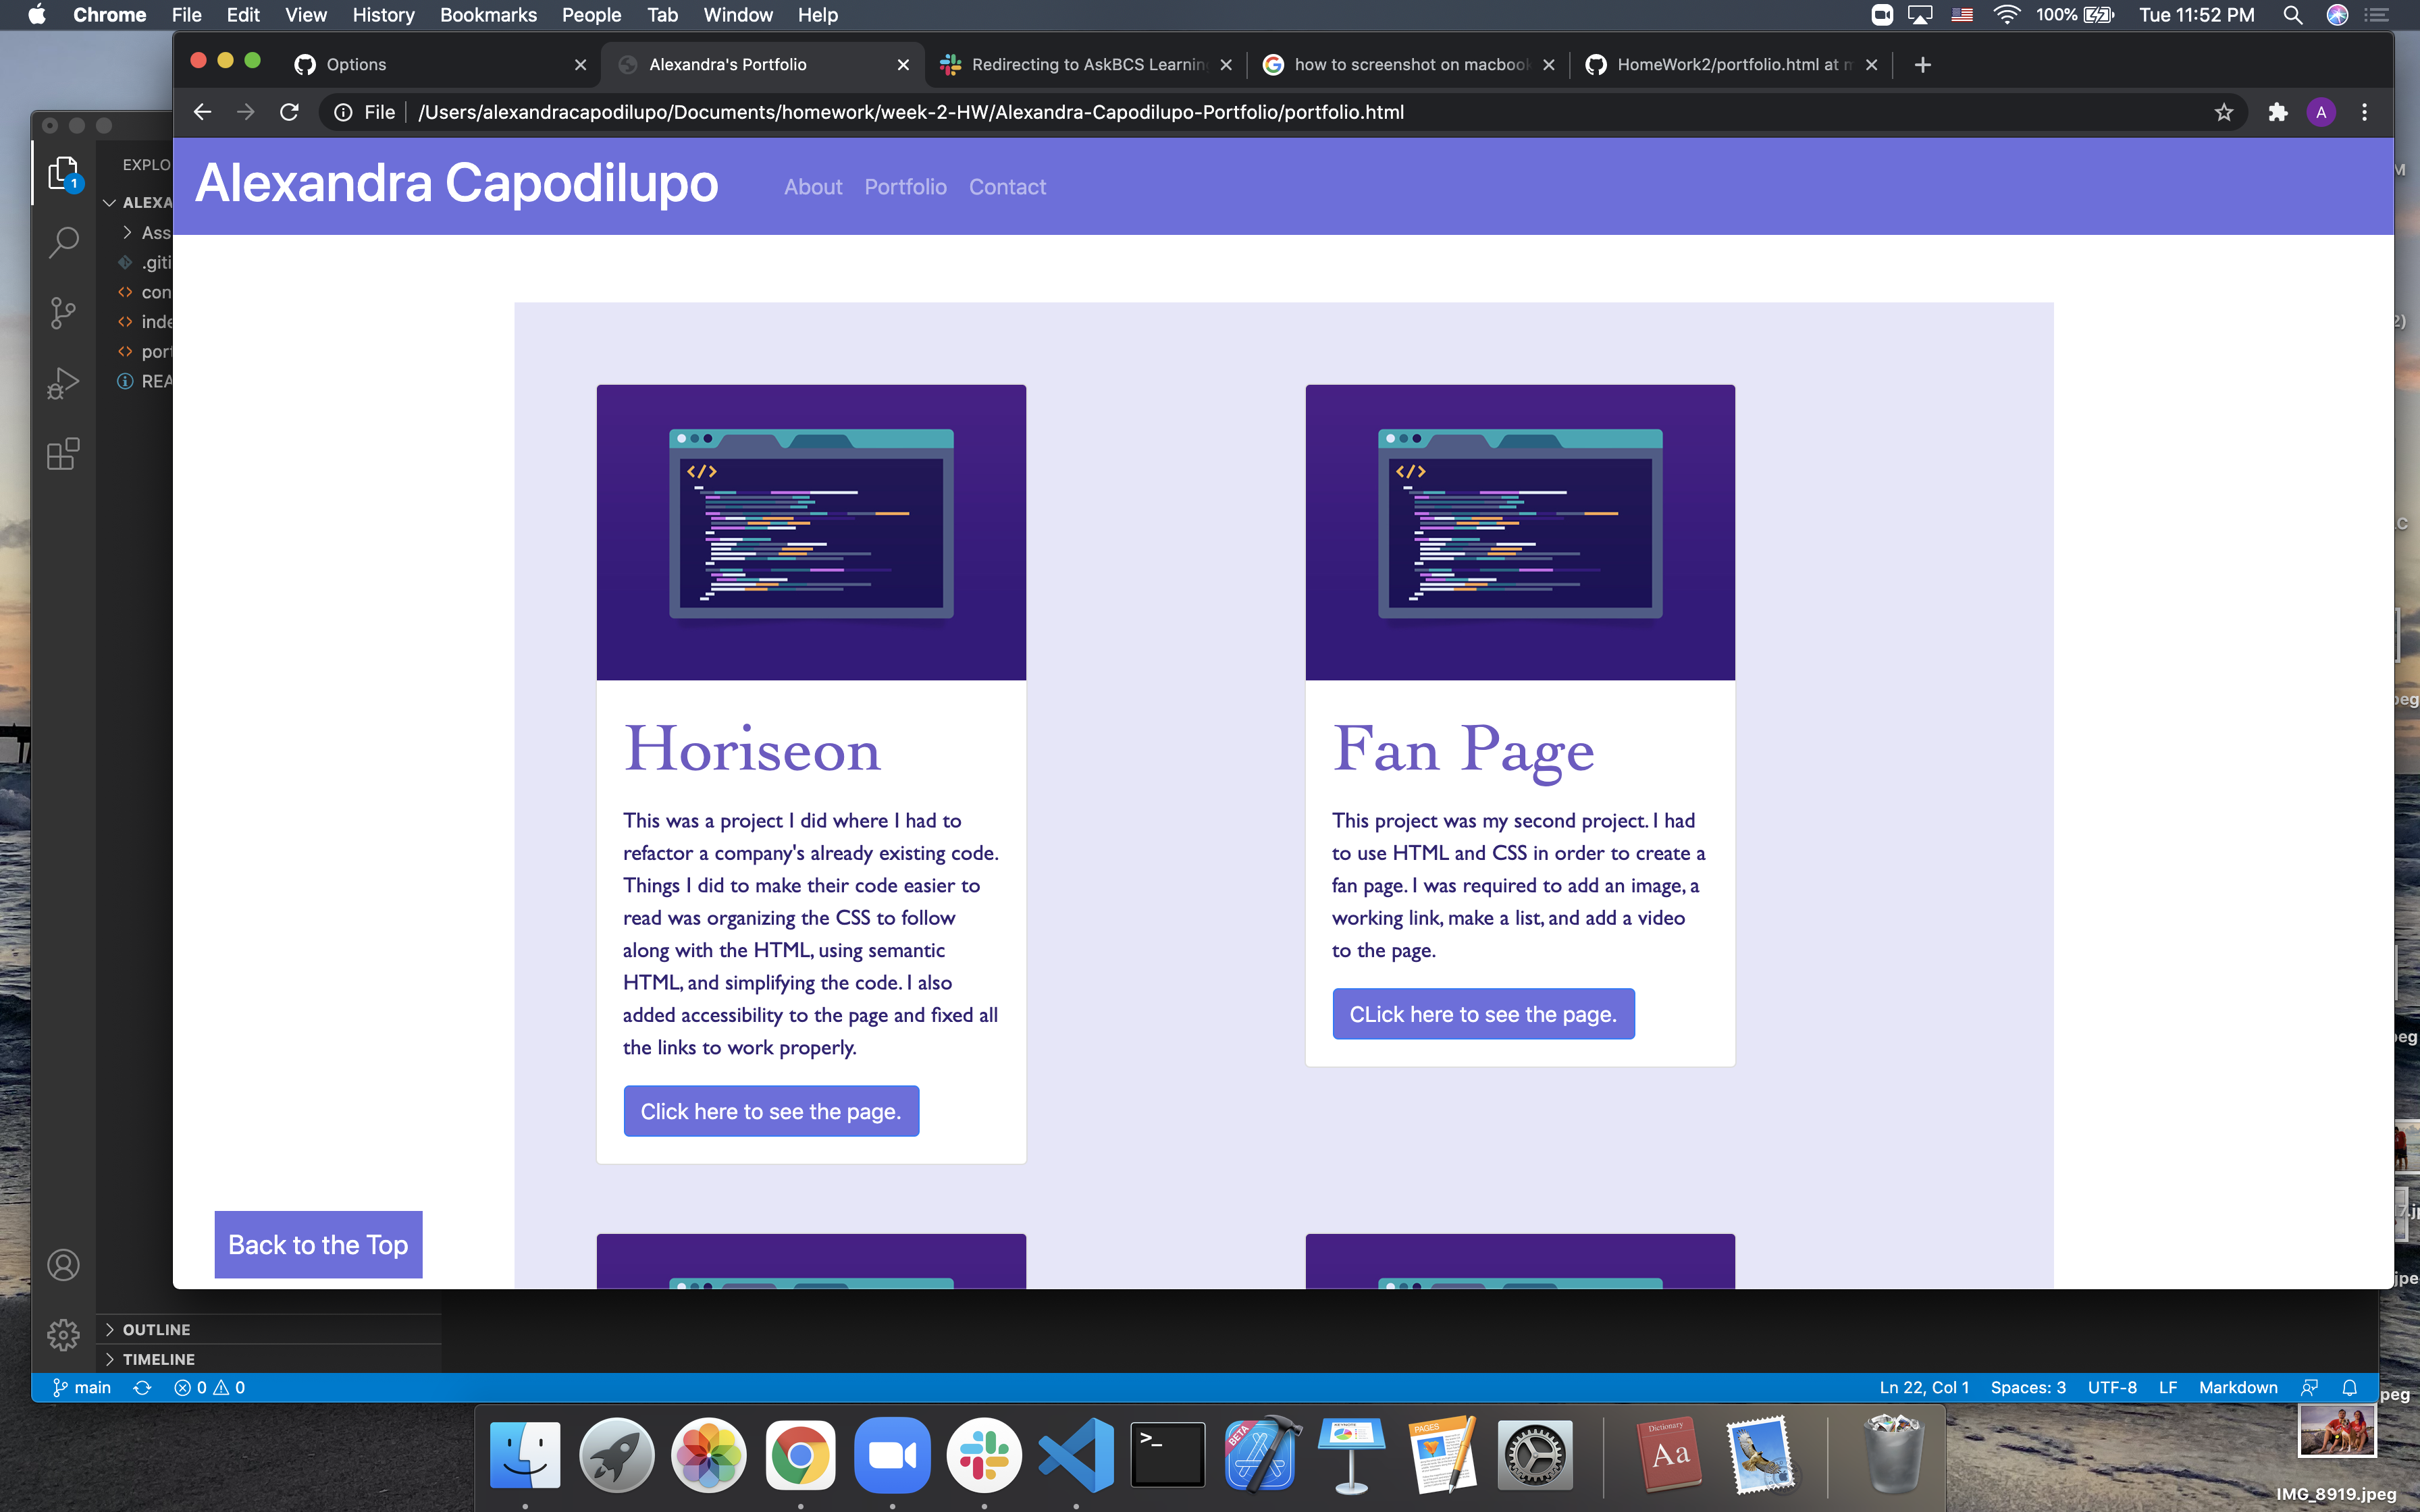 Chrome File Edit View History Bookmarks People Tab Window Help 100% Tue 11:52 PM
Options Alexandra's Portfolio Redirecting to AskBCS Learnin how to screenshot on macbook HomeWork2/portfolio.html at m
File /Users/alexandracapodilupo/Documents/homework/week-2-HW/Alexandra-Capodilupo-Portfolio/portfolio.html A
Alexandra Capodilupo About Portfolio Contact
1
EXPLO
ALEXA
Ass
.giti
con
inde
port
REA
</>
</>
Horiseon
This was a project I did where I had to
refactor a company's already existing code.
Things I did to make their code easier to
read was organizing the CSS to follow
along with the HTML, using semantic
HTML, and simplifying the code. I also
added accessibility to the page and fixed all
the links to work properly.
Click here to see the page.
Fan Page
This project was my second project. I had
to use HTML and CSS in order to create a
fan page. I was required to add an image, a
working link, make a list, and add a video
to the page.
CLick here to see the page.
Back to the Top
OUTLINE
TIMELINE
main 0 0 Ln 22, Col 1 Spaces: 3 UTF-8 LF Markdown
BETA
>_
Dictionary
Aa
IMG_8919.jpeg